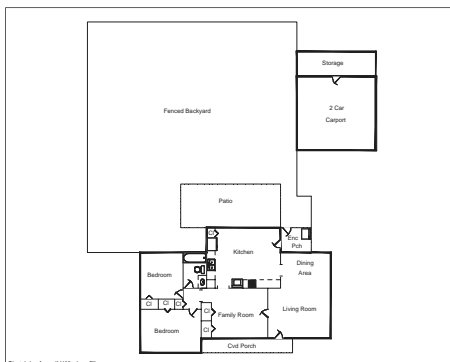 Storage
2 Car
Carport
Fenced Backyard
Patio
Cl
Enc
Pch
Kitchen
Dining
Area
Bedroom
Cl
Cl
Cl
Cl
Family Room
Living Room
Bedroom
Cl
Cvd Porch